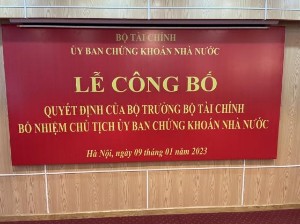 BỘ TÀI CHÍNH
ỦY BAN CHỨNG KHOÁN NHÀ NƯỚC
LỄ CÔNG BỐ
QUYẾT ĐỊNH CỦA BỘ TRƯỞNG BỘ TÀI CHÍNH
BỔ NHIỆM CHỦ TỊCH ỦY BAN CHỨNG KHOÁN NHÀ NƯỚC
Hà Nội, ngày 09 tháng 01 năm 2023